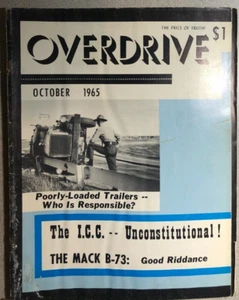 THE PRICE OF FREEDOM
OVERDRIVE $1
OCTOBER 1965
Poorly-Loaded Trailers --
Who Is Responsible?
The I.C.C. -- Unconstitutional!
THE MACK B-73: Good Riddance